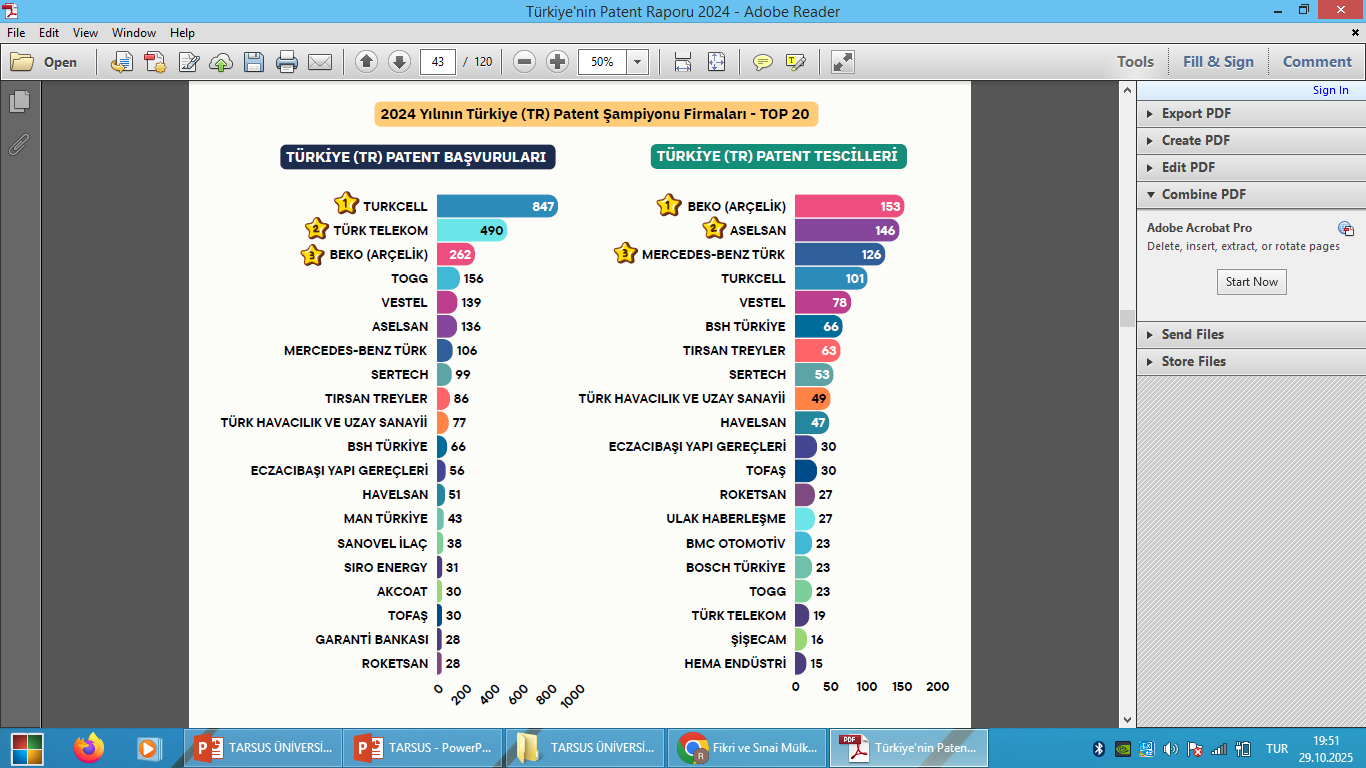 Türkiye'nin Patent Raporu 2024 - Adobe Reader
File Edit View Window Help
Open 43 / 120 50% Tools Fill & Sign Comment
Sign In
Export PDF
Create PDF
Edit PDF
Combine PDF
Adobe Acrobat Pro
Delete, insert, extract, or rotate pages
Start Now
Send Files
Store Files
2024 Yılının Türkiye (TR) Patent Şampiyonu Firmaları - TOP 20
TÜRKİYE (TR) PATENT BAŞVURULARI
1 TURKCELL 847
2 TÜRK TELEKOM 490
3 BEKO (ARÇELİK) 262
TOGG 156
VESTEL 139
ASELSAN 136
MERCEDES-BENZ TÜRK 106
SERTECH 99
TIRSAN TREYLER 86
TÜRK HAVACILIK VE UZAY SANAYİİ 77
BSH TÜRKİYE 66
ECZACIBAŞI YAPI GEREÇLERİ 56
HAVELSAN 51
MAN TÜRKİYE 43
SANOVEL İLAÇ 38
SIRO ENERGY 31
AKCOAT 30
TOFAŞ 30
GARANTİ BANKASI 28
ROKETSAN 28
0 200 400 600 800 1000
TÜRKİYE (TR) PATENT TESCİLLERİ
1 BEKO (ARÇELİK) 153
2 ASELSAN 146
3 MERCEDES-BENZ TÜRK 126
TURKCELL 101
VESTEL 78
BSH TÜRKİYE 66
TIRSAN TREYLER 63
SERTECH 53
TÜRK HAVACILIK VE UZAY SANAYİİ 49
HAVELSAN 47
ECZACIBAŞI YAPI GEREÇLERİ 30
TOFAŞ 30
ROKETSAN 27
ULAK HABERLEŞME 27
BMC OTOMOTİV 23
BOSCH TÜRKİYE 23
TOGG 23
TÜRK TELEKOM 19
ŞİŞECAM 16
HEMA ENDÜSTRİ 15
0 50 100 150 200
TARSUS ÜNİVERSİ... TARSUS - PowerP... TARSUS ÜNİVERSİ... Fikri ve Sınai Mülk... Türkiye'nin Paten... TUR 19:51
29.10.2025